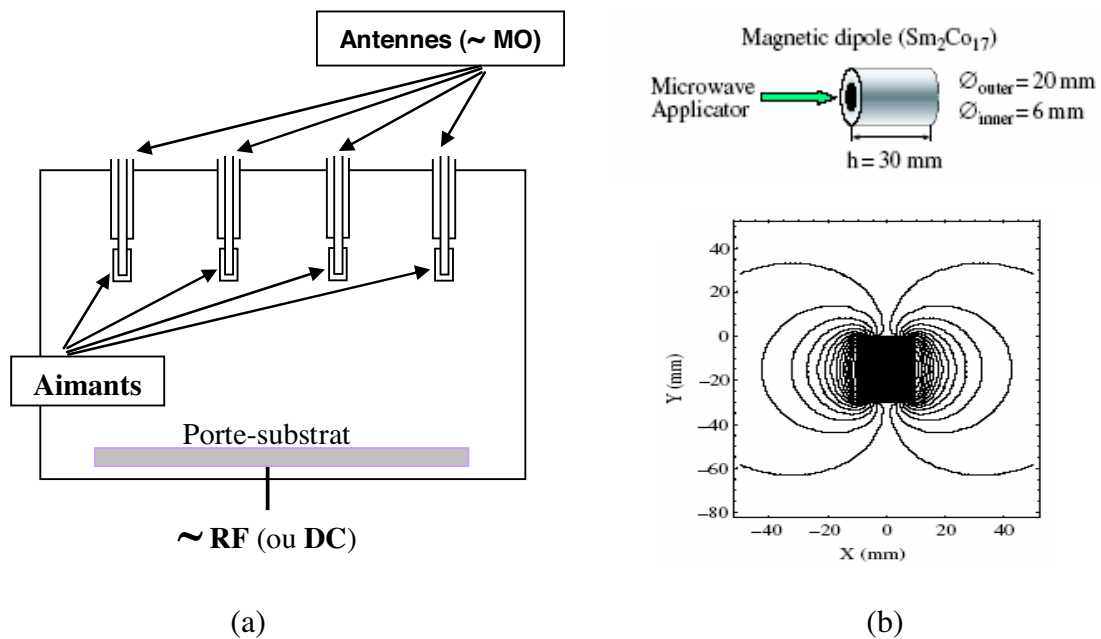 Antennes (~ MO)
Aimants
Porte-substrat
~ RF (ou DC)
(a)
Magnetic dipole (Sm₂Co₁₇)
Microwave
Applicator
∅outer = 20 mm
∅inner = 6 mm
h = 30 mm
40
20
0
−20
−40
−60
−80
Y (mm)
−40 −20 0 20 40
X (mm)
(b)